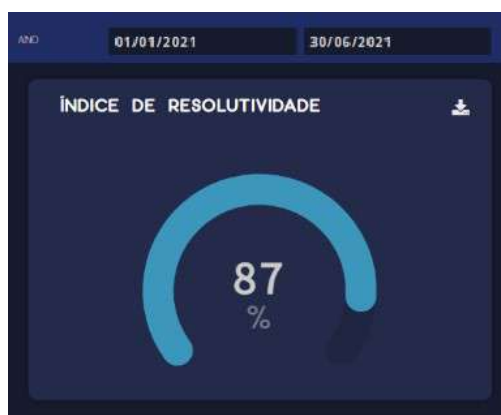 ANO 01/01/2021 30/06/2021
ÍNDICE DE RESOLUTIVIDADE
87
%